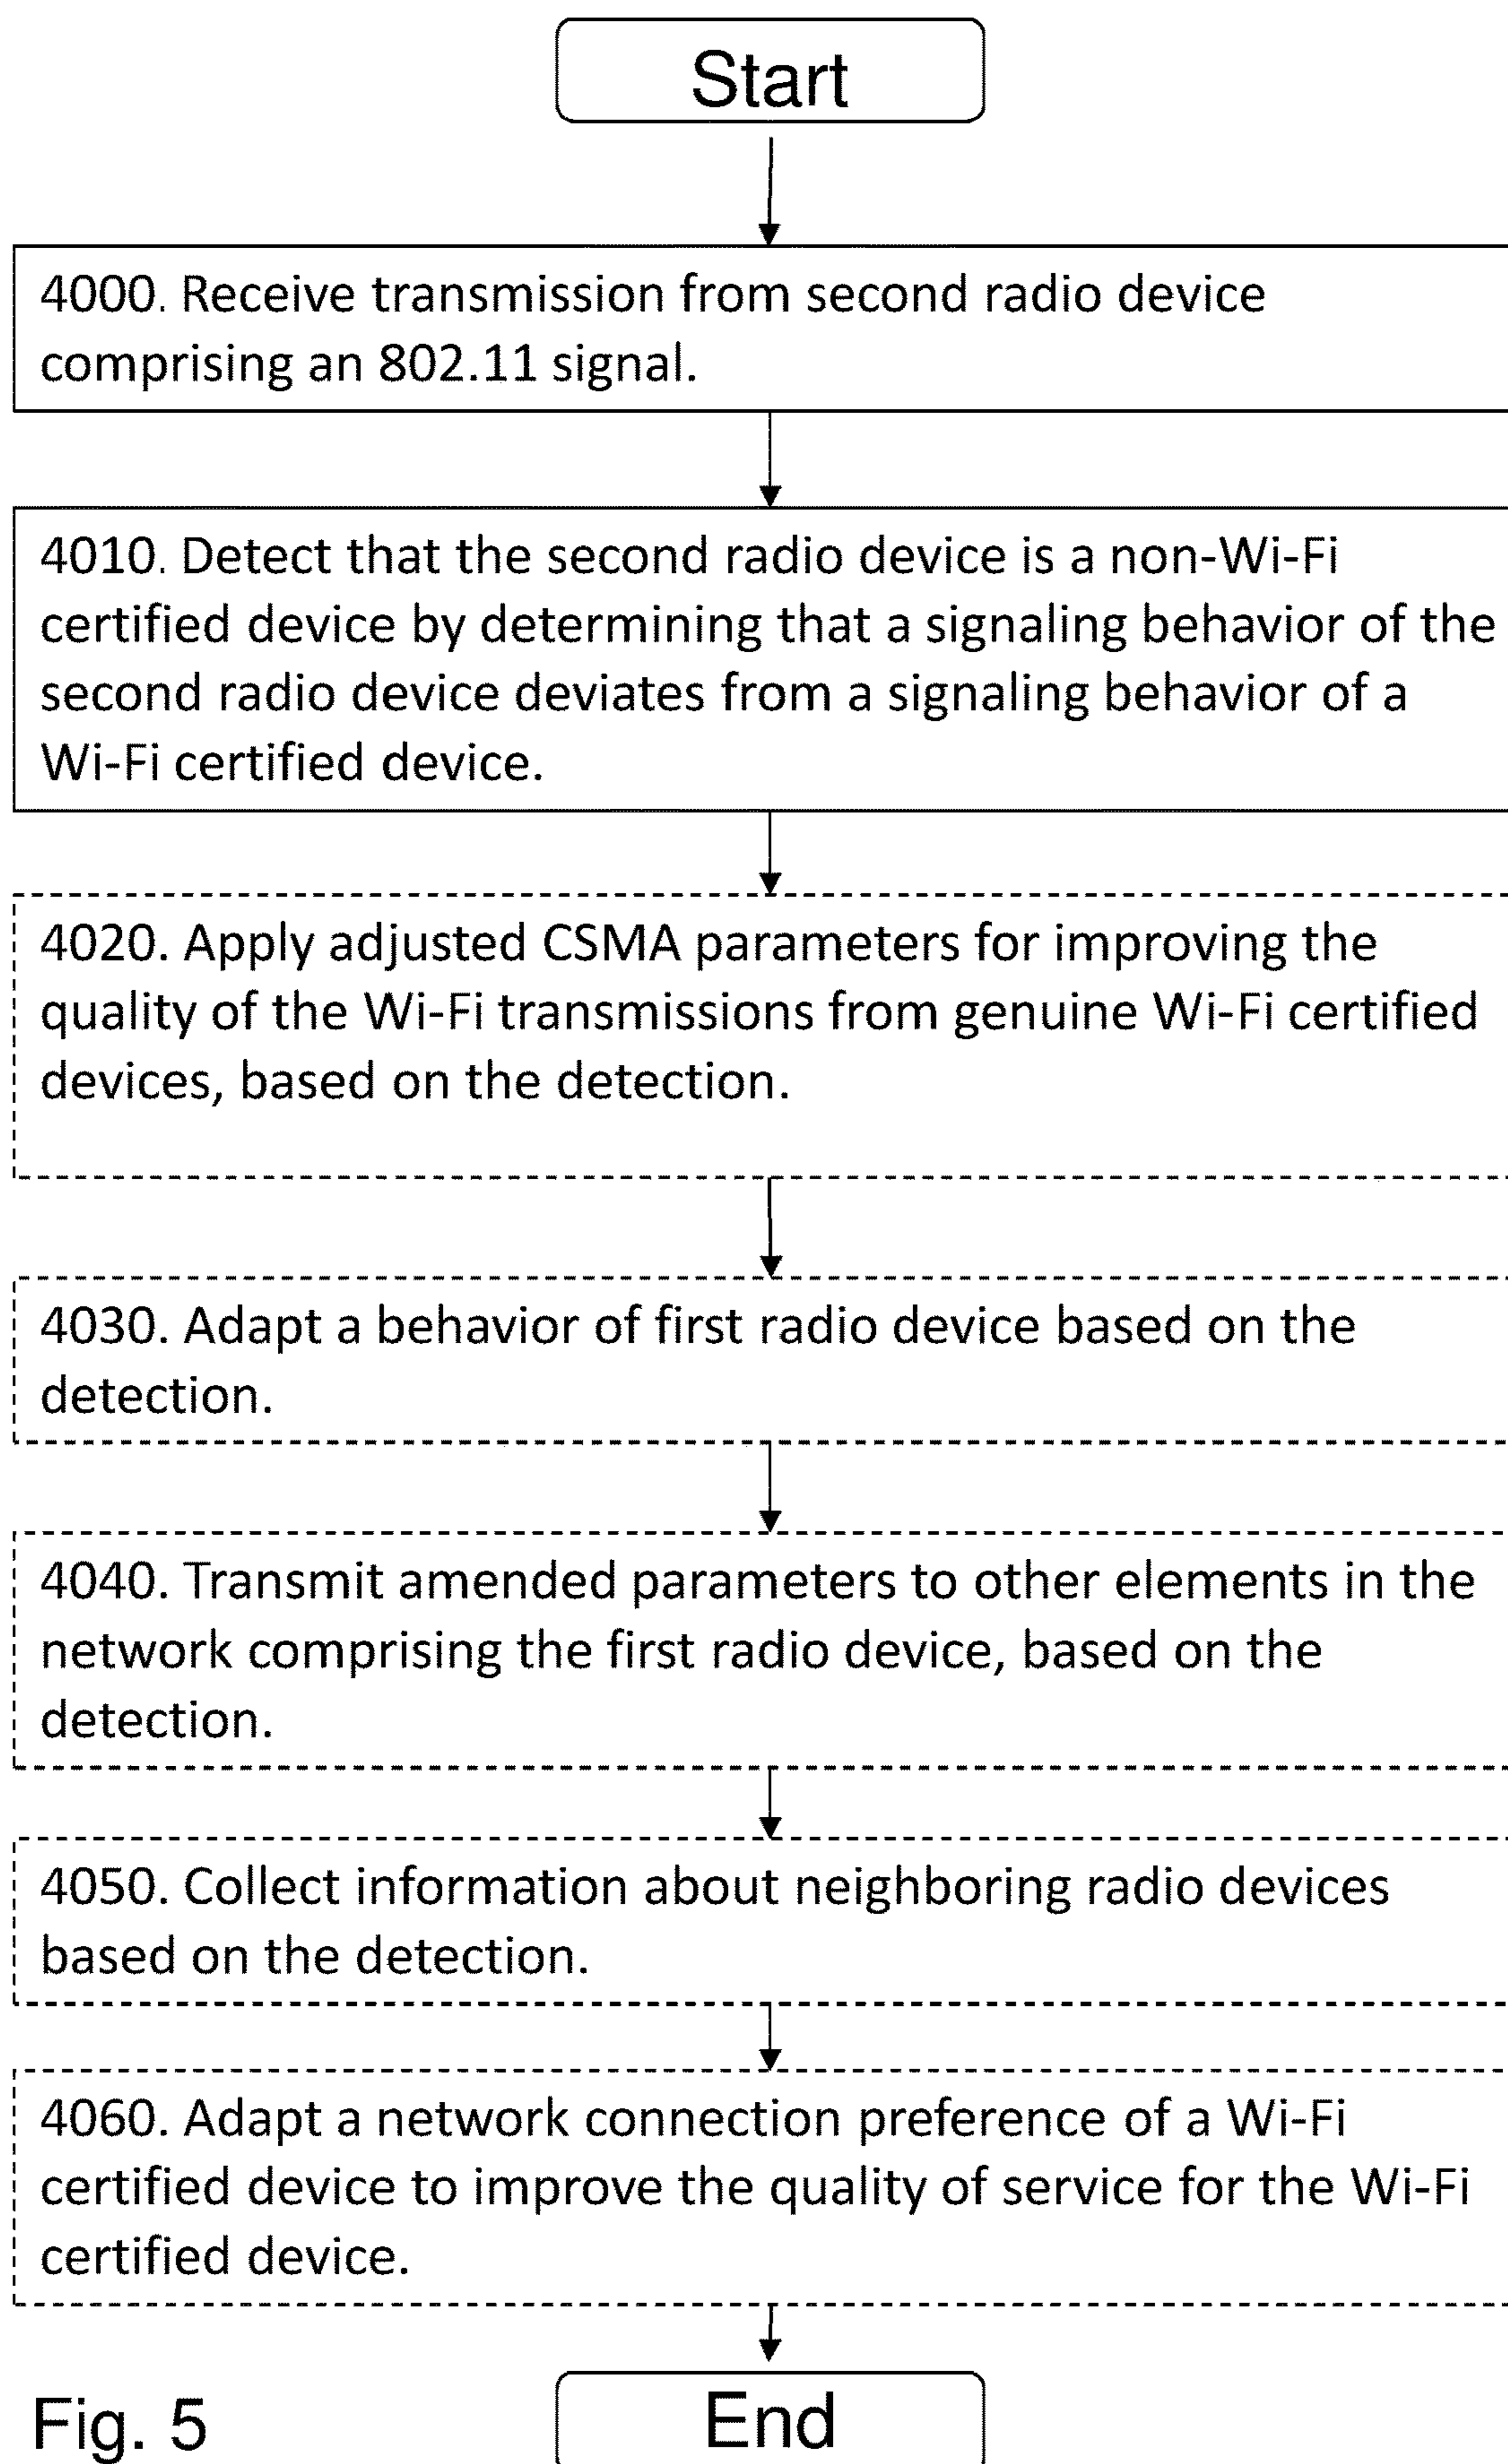 Start
4000. Receive transmission from second radio device
comprising an 802.11 signal.
4010. Detect that the second radio device is a non-Wi-Fi
certified device by determining that a signaling behavior of the
second radio device deviates from a signaling behavior of a
Wi-Fi certified device.
4020. Apply adjusted CSMA parameters for improving the
quality of the Wi-Fi transmissions from genuine Wi-Fi certified
devices, based on the detection.
4030. Adapt a behavior of first radio device based on the
detection.
4040. Transmit amended parameters to other elements in the
network comprising the first radio device, based on the
detection.
4050. Collect information about neighboring radio devices
based on the detection.
4060. Adapt a network connection preference of a Wi-Fi
certified device to improve the quality of service for the Wi-Fi
certified device.
Fig. 5
End